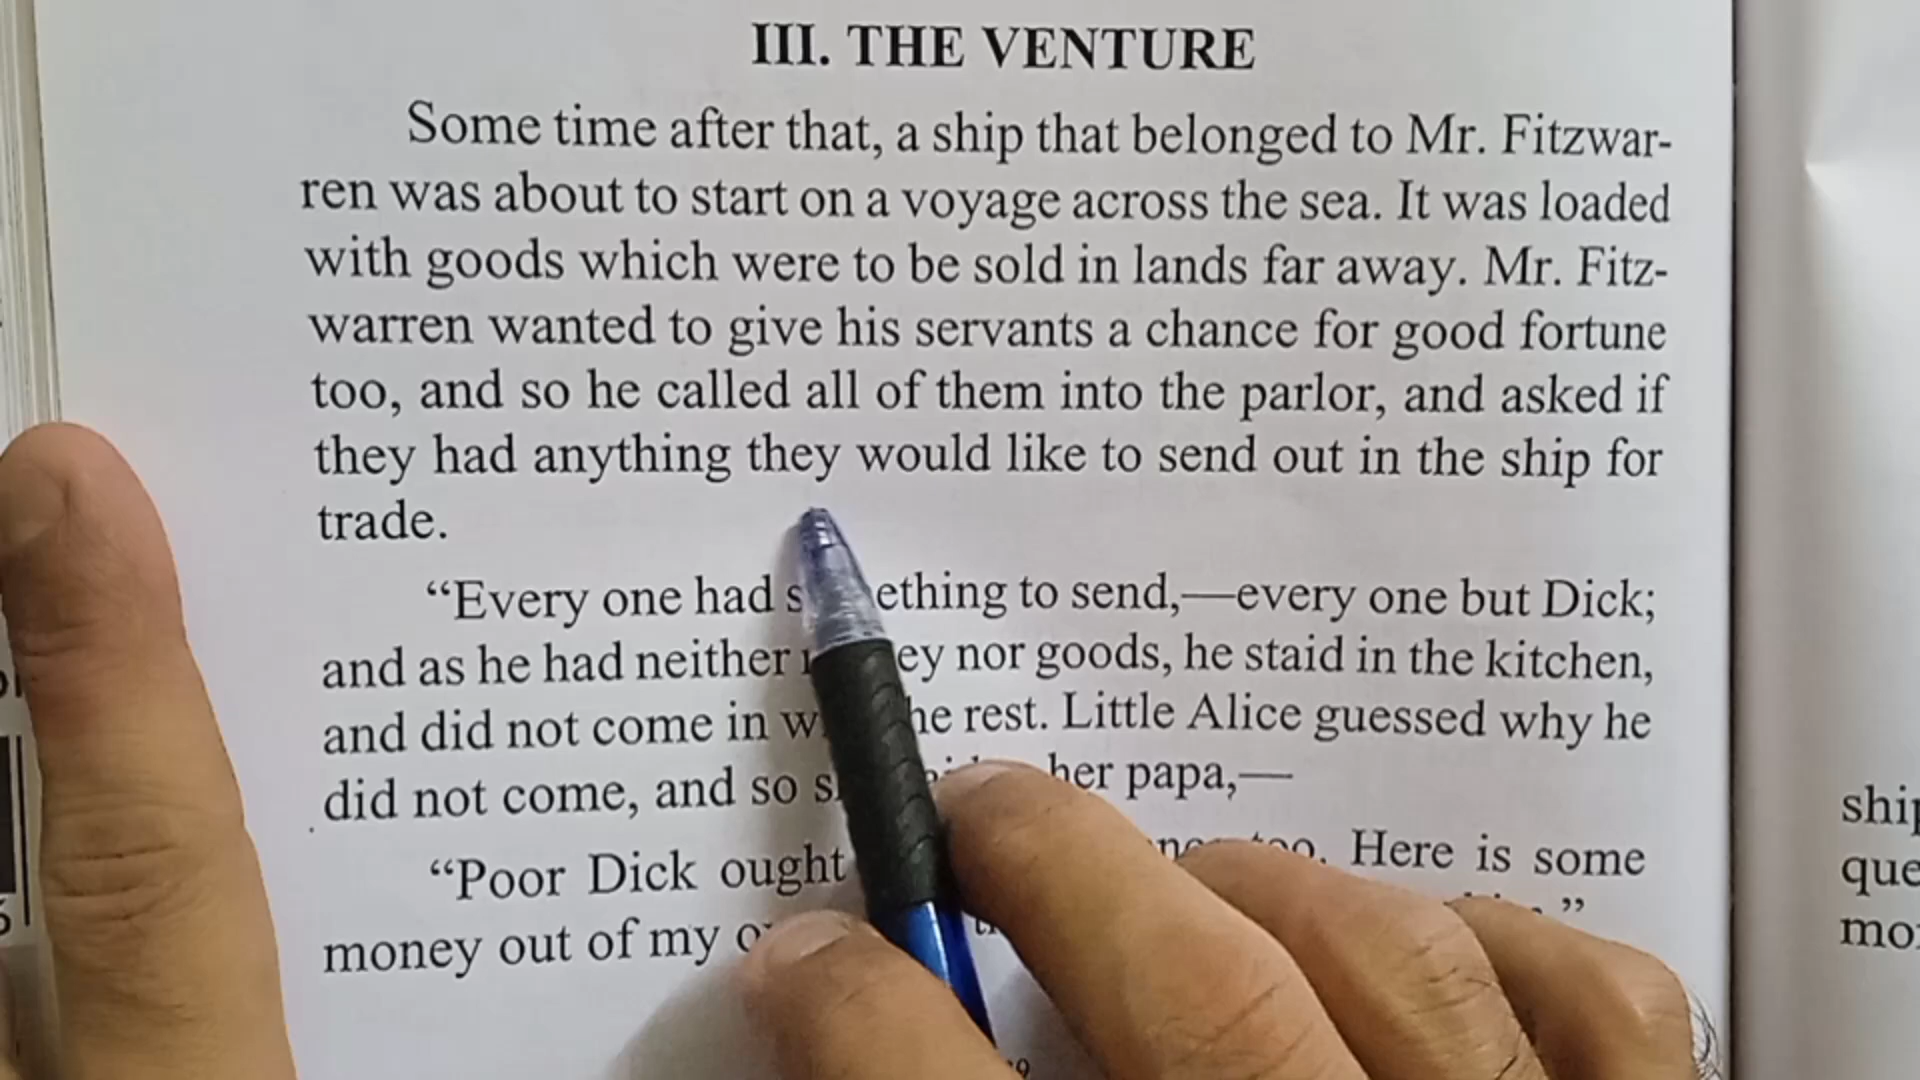 III. THE VENTURE
Some time after that, a ship that belonged to Mr. Fitzwar-
ren was about to start on a voyage across the sea. It was loaded
with goods which were to be sold in lands far away. Mr. Fitz-
warren wanted to give his servants a chance for good fortune
too, and so he called all of them into the parlor, and asked if
they had anything they would like to send out in the ship for
trade.
“Every one had to send,—every one but Dick;
and as he had neither nor goods, he staid in the kitchen,
and did not come in rest. Little Alice guessed why he
did not come, and so her papa,—
“Poor Dick ought too. Here is some
money out of my ”
que